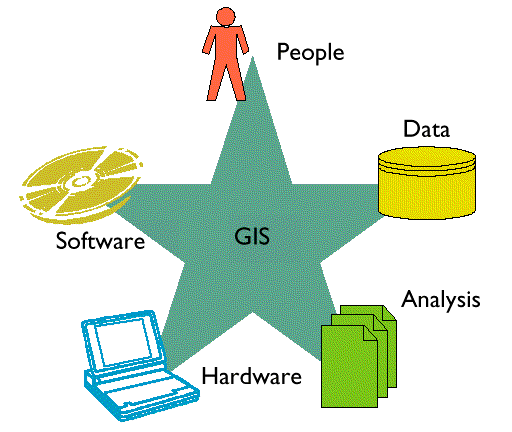 People
Data
Software
GIS
Analysis
Hardware